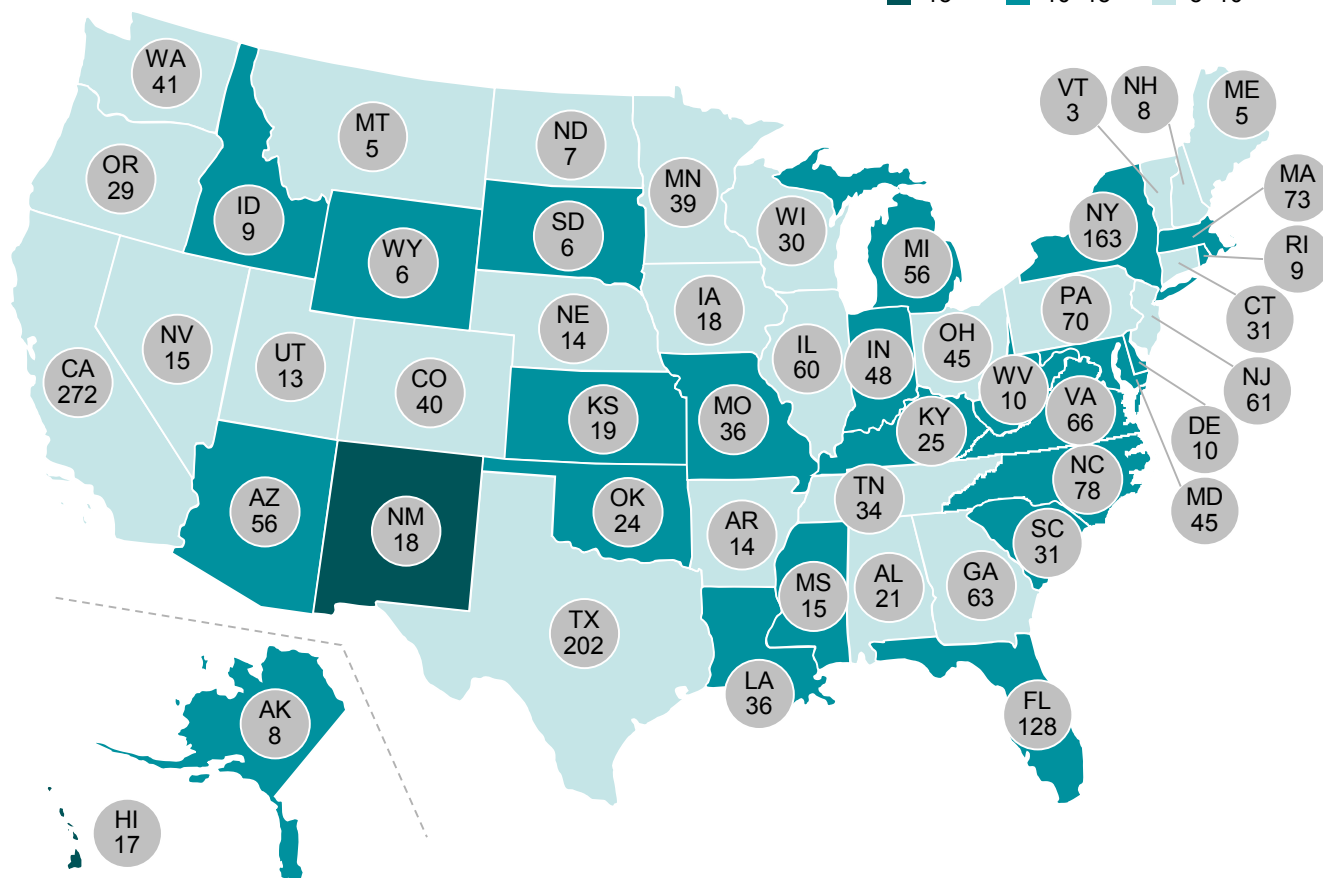 WA
41
OR
29
CA
272
ID
9
NV
15
MT
5
WY
6
UT
13
AZ
56
CO
40
NM
18
ND
7
SD
6
NE
14
KS
19
OK
24
TX
202
MN
39
IA
18
MO
36
AR
14
LA
36
WI
30
IL
60
MI
56
IN
48
OH
45
KY
25
TN
34
MS
15
AL
21
GA
63
FL
128
SC
31
NC
78
VA
66
WV
10
PA
70
NY
163
VT
3
NH
8
ME
5
MA
73
RI
9
CT
31
NJ
61
DE
10
MD
45
AK
8
HI
17